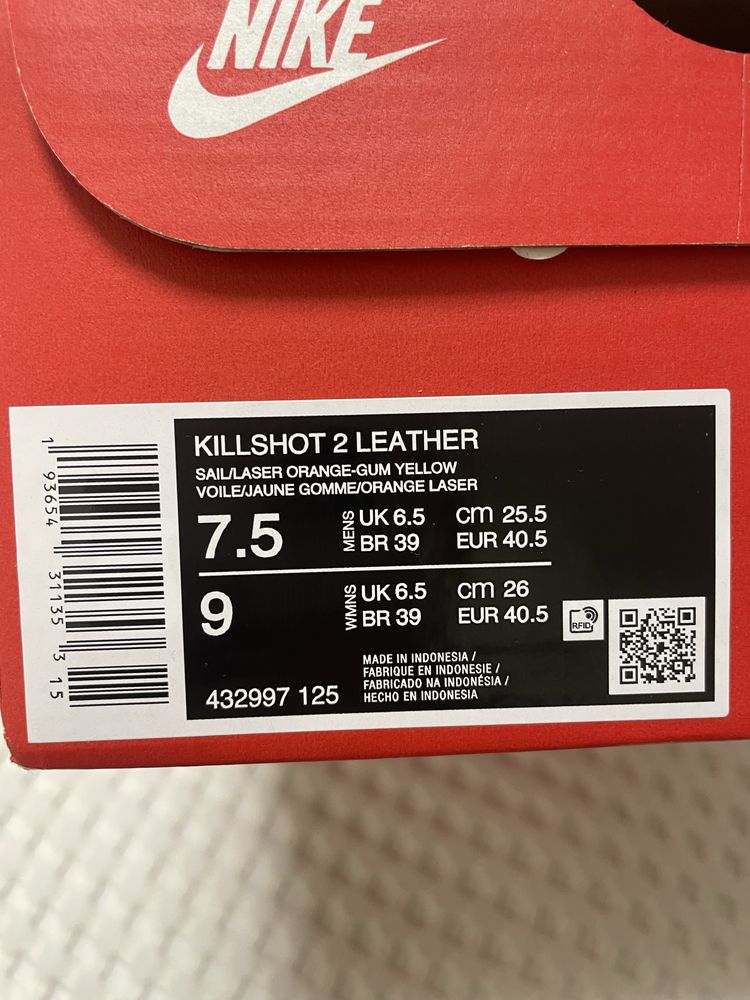 NIKE
KILLSHOT 2 LEATHER
SAIL/LASER ORANGE-GUM YELLOW
VOILE/JAUNE GOMME/ORANGE LASER
7.5 MENS UK 6.5 cm 25.5
BR 39 EUR 40.5
9 WMNS UK 6.5 cm 26
BR 39 EUR 40.5
RFID
MADE IN INDONESIA /
FABRIQUE EN INDONESIE /
FABRICADO NA INDONÉSIA /
HECHO EN INDONESIA
432997 125
1 93654 31135 3 15